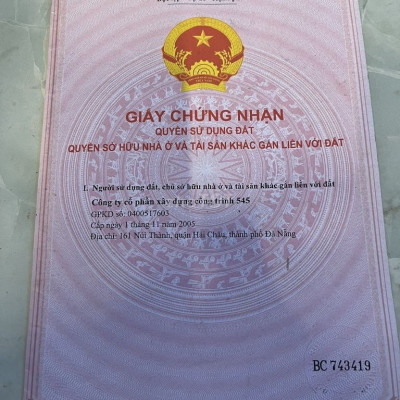 GIẤY CHỨNG NHẬN
QUYỀN SỬ DỤNG ĐẤT
QUYỀN SỞ HỮU NHÀ Ở VÀ TÀI SẢN KHÁC GẮN LIỀN VỚI ĐẤT
I. Người sử dụng đất, chủ sở hữu nhà ở và tài sản khác gắn liền với đất
Công ty cổ phần xây dựng công trình 545
GPKD số: 0400517603
Cấp ngày 1 tháng 11 năm 2005
Địa chỉ: 161 Núi Thành, quận Hải Châu, thành phố Đà Nẵng
BC 743419